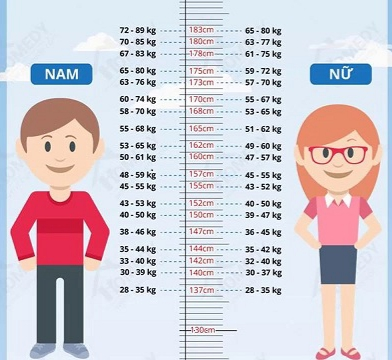 72 - 89 kg 183cm 65 - 80 kg
70 - 85 kg 180cm 63 - 77 kg
67 - 83 kg 178cm 61 - 75 kg
NAM NỮ
65 - 80 kg 175cm 59 - 72 kg
63 - 76 kg 173cm 57 - 70 kg
60 - 74 kg 170cm 55 - 67 kg
58 - 70 kg 168cm 53 - 65 kg
55 - 68 kg 165cm 51 - 62 kg
53 - 65 kg 162cm 49 - 60 kg
50 - 61 kg 160cm 47 - 57 kg
48 - 59 kg 157cm 45 - 55 kg
45 - 55 kg 155cm 43 - 52 kg
43 - 53 kg 152cm 40 - 50 kg
40 - 50 kg 150cm 39 - 47 kg
38 - 46 kg 147cm 36 - 45 kg
35 - 44 kg 144cm 35 - 42 kg
33 - 40 kg 142cm 32 - 40 kg
30 - 39 kg 140cm 30 - 37 kg
28 - 35 kg 137cm 28 - 35 kg
130cm